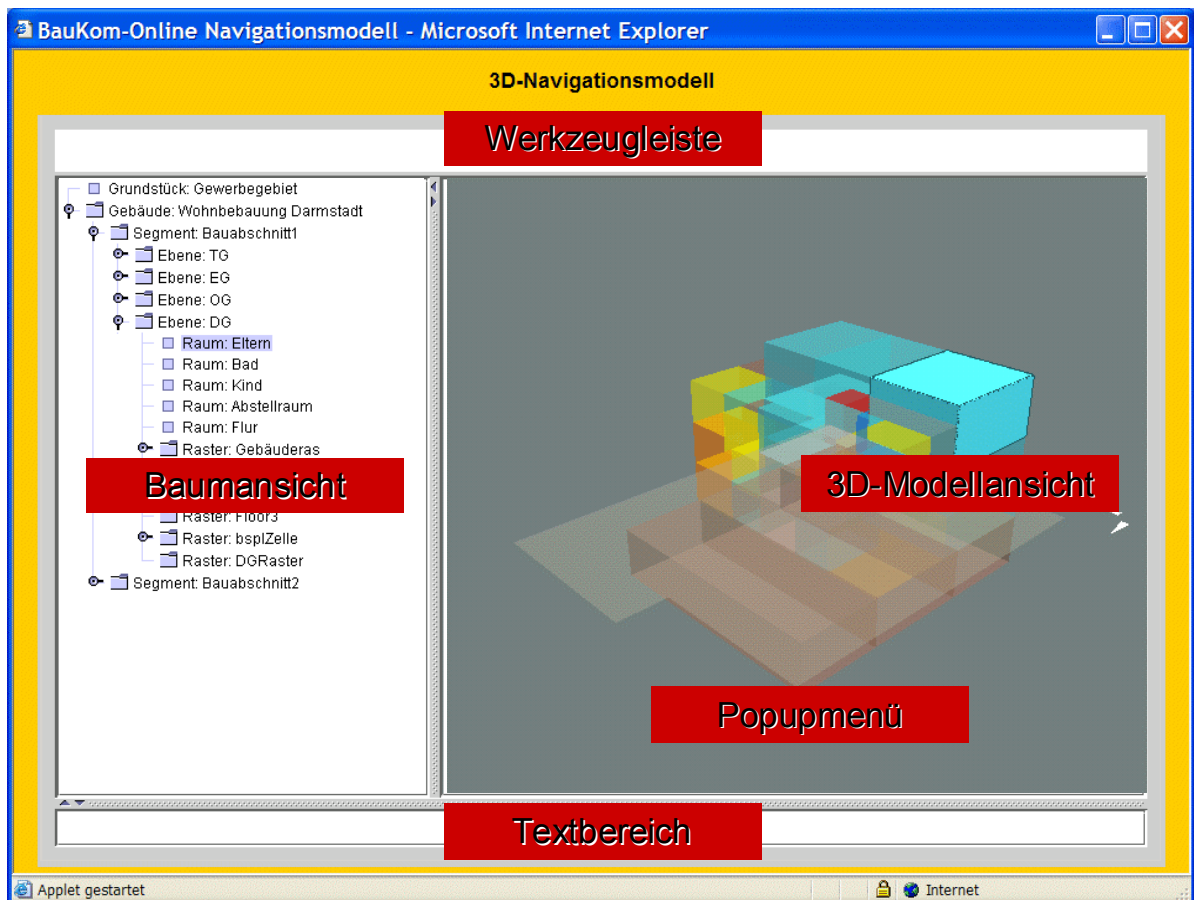 BauKom-Online Navigationsmodell - Microsoft Internet Explorer
3D-Navigationsmodell
Werkzeugleiste
Grundstück: Gewerbegebiet
Gebäude: Wohnbebauung Darmstadt
Segment: Bauabschnitt1
Ebene: TG
Ebene: EG
Ebene: OG
Ebene: DG
Raum: Eltern
Raum: Bad
Raum: Kind
Raum: Abstellraum
Raum: Flur
Raster: Gebäuderas
Baumansicht
3D-Modellansicht
Raster: Floor3
Raster: bsplZelle
Raster: DGRaster
Segment: Bauabschnitt2
Popupmenü
Textbereich
Applet gestartet
Internet